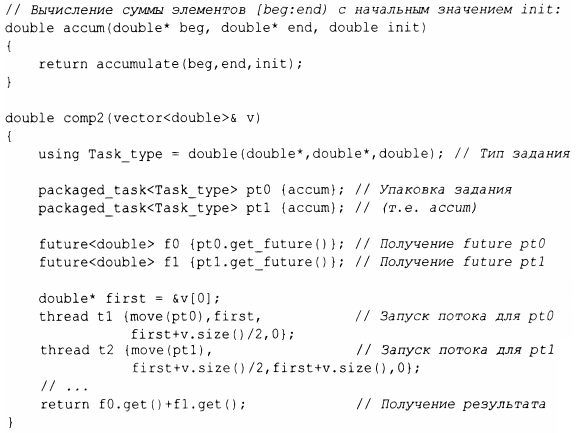 // Вычисление суммы элементов [beg:end) с начальным значением init:
double accum(double* beg, double* end, double init)
{
    return accumulate(beg,end,init);
}

double comp2(vector<double>& v)
{
    using Task_type = double(double*,double*,double); // Тип задания

    packaged_task<Task_type> pt0 {accum}; // Упаковка задания
    packaged_task<Task_type> pt1 {accum}; // (т.е. accum)

    future<double> f0 {pt0.get_future()}; // Получение future pt0
    future<double> f1 {pt1.get_future()}; // Получение future pt1

    double* first = &v[0];
    thread t1 {move(pt0),first,            // Запуск потока для pt0
               first+v.size()/2,0};
    thread t2 {move(pt1),                  // Запуск потока для pt1
               first+v.size()/2,first+v.size(),0};
    // ...
    return f0.get()+f1.get();              // Получение результата
}